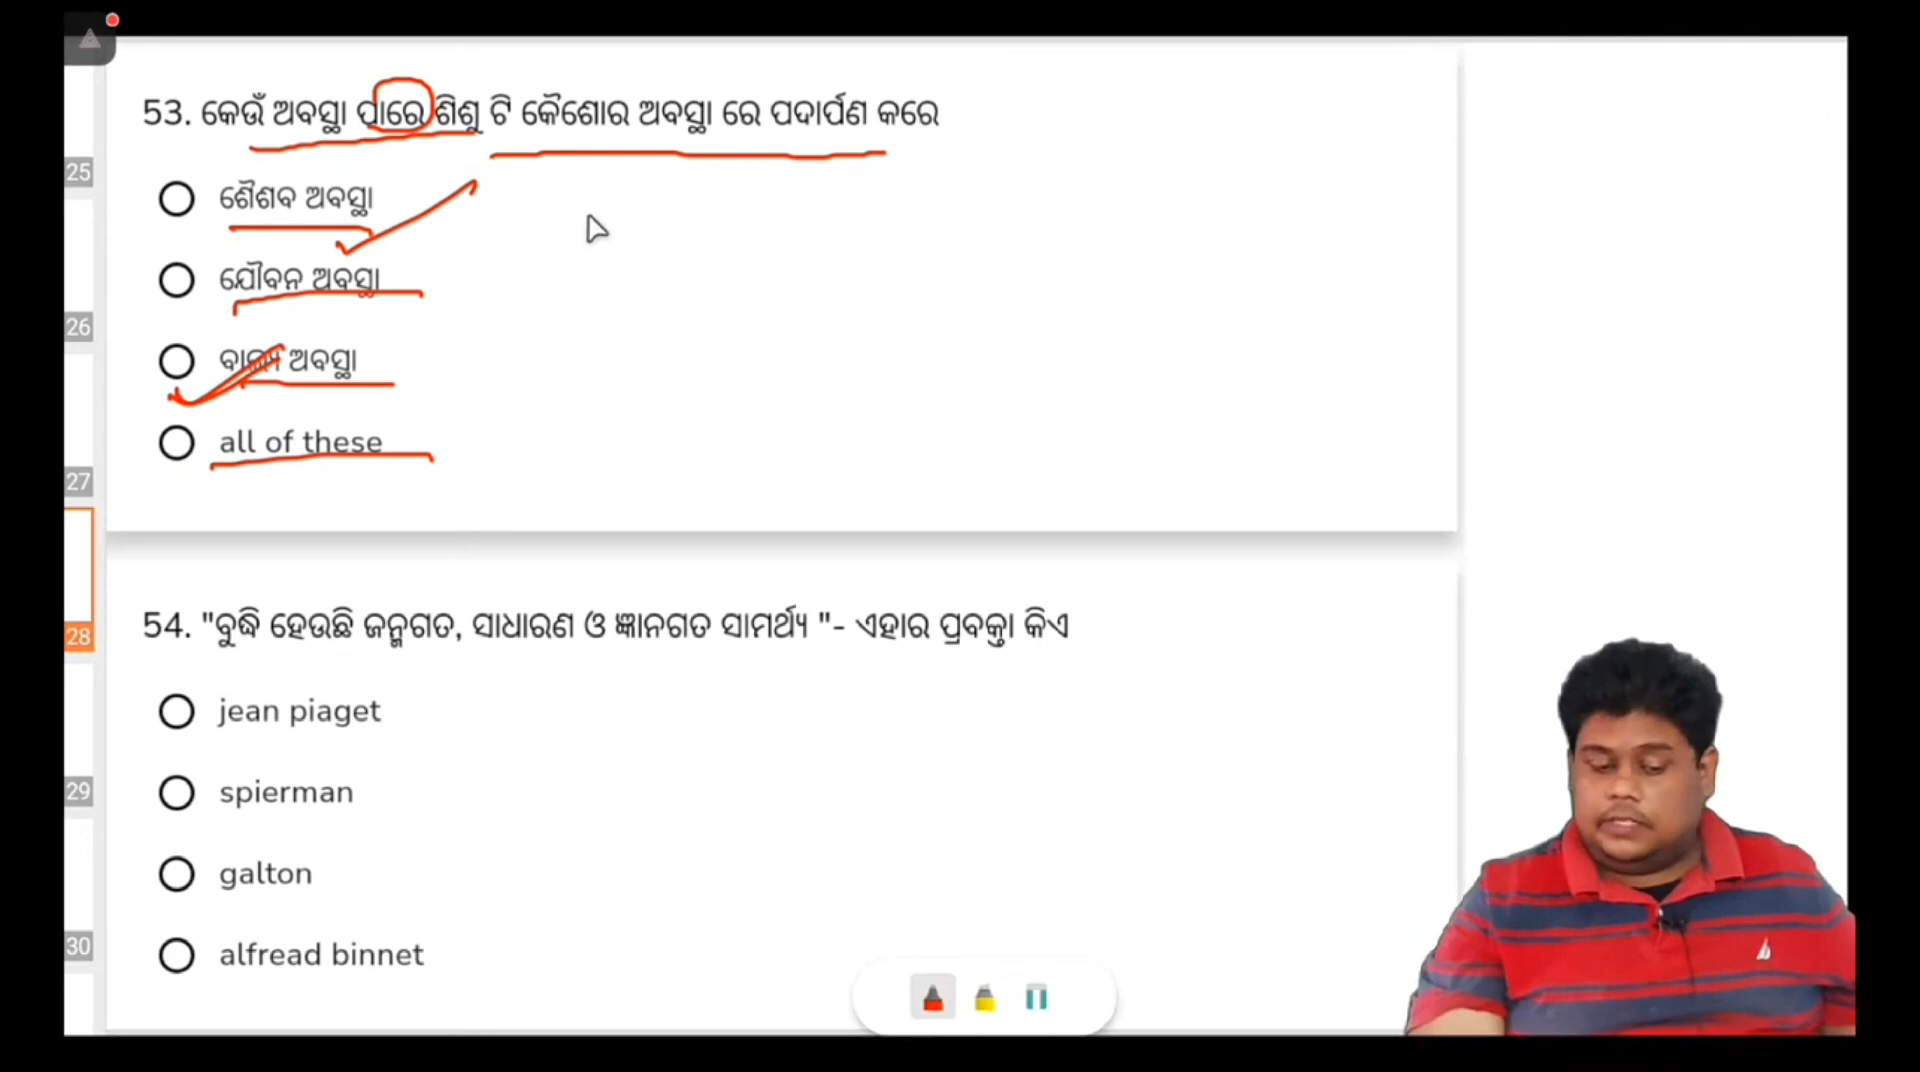 53. କେଉଁ ଅବସ୍ଥା ପାରେ ଶିଶୁ ଟି କୈଶୋର ଅବସ୍ଥା ରେ ପଦାର୍ପଣ କରେ
25
ଶୈଶବ ଅବସ୍ଥା
ଯୌବନ ଅବସ୍ଥା
26
ବାଲ୍ୟ ଅବସ୍ଥା
all of these
27
54. "ବୁଦ୍ଧି ହେଉଛି ଜନ୍ମଗତ, ସାଧାରଣ ଓ ଜ୍ଞାନଗତ ସାମର୍ଥ୍ୟ "- ଏହାର ପ୍ରବକ୍ତା କିଏ
28
jean piaget
spierman
29
galton
30
alfread binnet